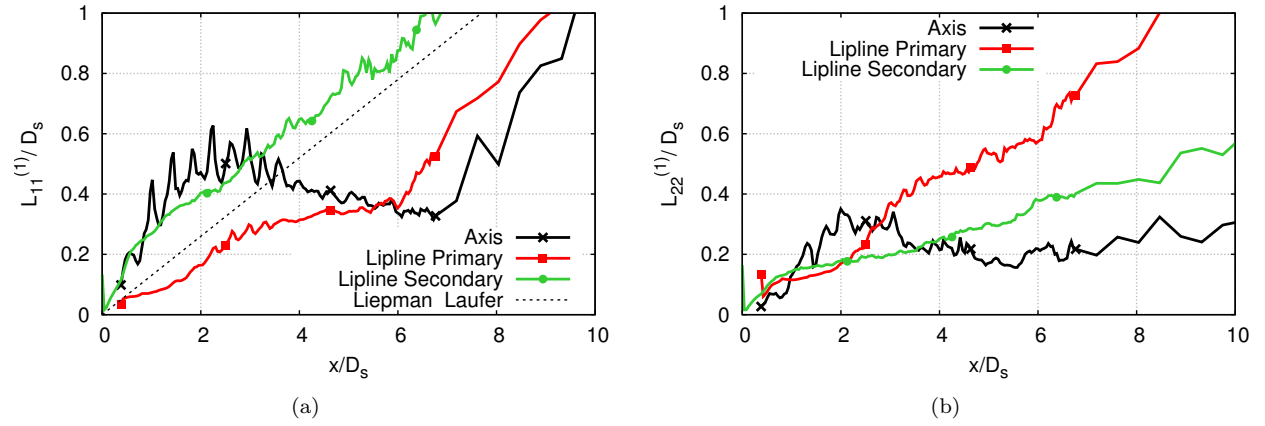 1
0.8
0.6
0.4
0.2
0
L11(1)/ Ds
0 2 4 6 8 10
x/Ds
Axis
Lipline Primary
Lipline Secondary
Liepman Laufer
(a)
1
0.8
0.6
0.4
0.2
0
L22(1)/ Ds
0 2 4 6 8 10
x/Ds
Axis
Lipline Primary
Lipline Secondary
(b)